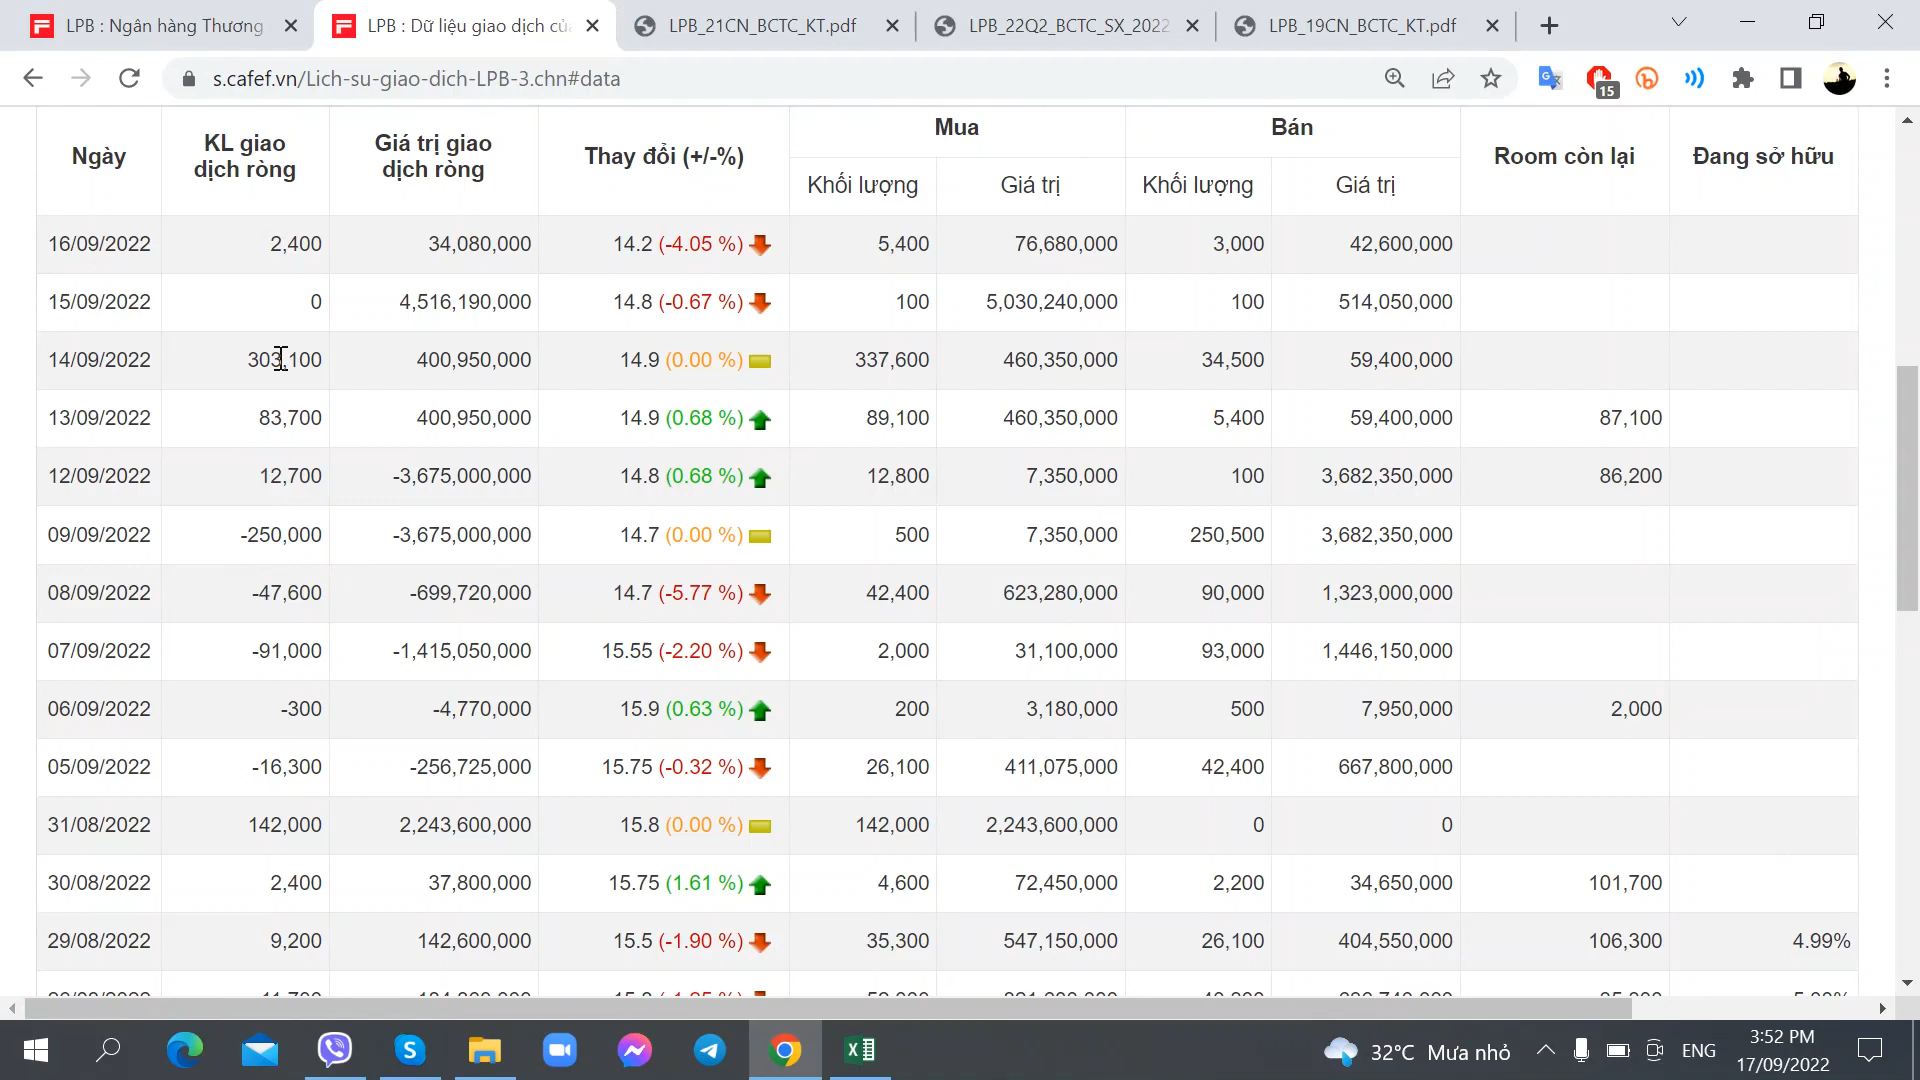 LPB : Ngân hàng Thương
LPB : Dữ liệu giao dịch củ
LPB_21CN_BCTC_KT.pdf
LPB_22Q2_BCTC_SX_2022
LPB_19CN_BCTC_KT.pdf
s.cafef.vn/Lich-su-giao-dich-LPB-3.chn#data
15
Ngày
KL giao dịch ròng
Giá trị giao dịch ròng
Thay đổi (+/-%)
Mua
Bán
Room còn lại
Đang sở hữu
Khối lượng
Giá trị
Khối lượng
Giá trị
16/09/2022 2,400 34,080,000 14.2 (-4.05 %) 5,400 76,680,000 3,000 42,600,000
15/09/2022 0 4,516,190,000 14.8 (-0.67 %) 100 5,030,240,000 100 514,050,000
14/09/2022 303,100 400,950,000 14.9 (0.00 %) 337,600 460,350,000 34,500 59,400,000
13/09/2022 83,700 400,950,000 14.9 (0.68 %) 89,100 460,350,000 5,400 59,400,000 87,100
12/09/2022 12,700 -3,675,000,000 14.8 (0.68 %) 12,800 7,350,000 100 3,682,350,000 86,200
09/09/2022 -250,000 -3,675,000,000 14.7 (0.00 %) 500 7,350,000 250,500 3,682,350,000
08/09/2022 -47,600 -699,720,000 14.7 (-5.77 %) 42,400 623,280,000 90,000 1,323,000,000
07/09/2022 -91,000 -1,415,050,000 15.55 (-2.20 %) 2,000 31,100,000 93,000 1,446,150,000
06/09/2022 -300 -4,770,000 15.9 (0.63 %) 200 3,180,000 500 7,950,000 2,000
05/09/2022 -16,300 -256,725,000 15.75 (-0.32 %) 26,100 411,075,000 42,400 667,800,000
31/08/2022 142,000 2,243,600,000 15.8 (0.00 %) 142,000 2,243,600,000 0 0
30/08/2022 2,400 37,800,000 15.75 (1.61 %) 4,600 72,450,000 2,200 34,650,000 101,700
29/08/2022 9,200 142,600,000 15.5 (-1.90 %) 35,300 547,150,000 26,100 404,550,000 106,300 4.99%
32°C Mưa nhỏ
ENG
3:52 PM
17/09/2022